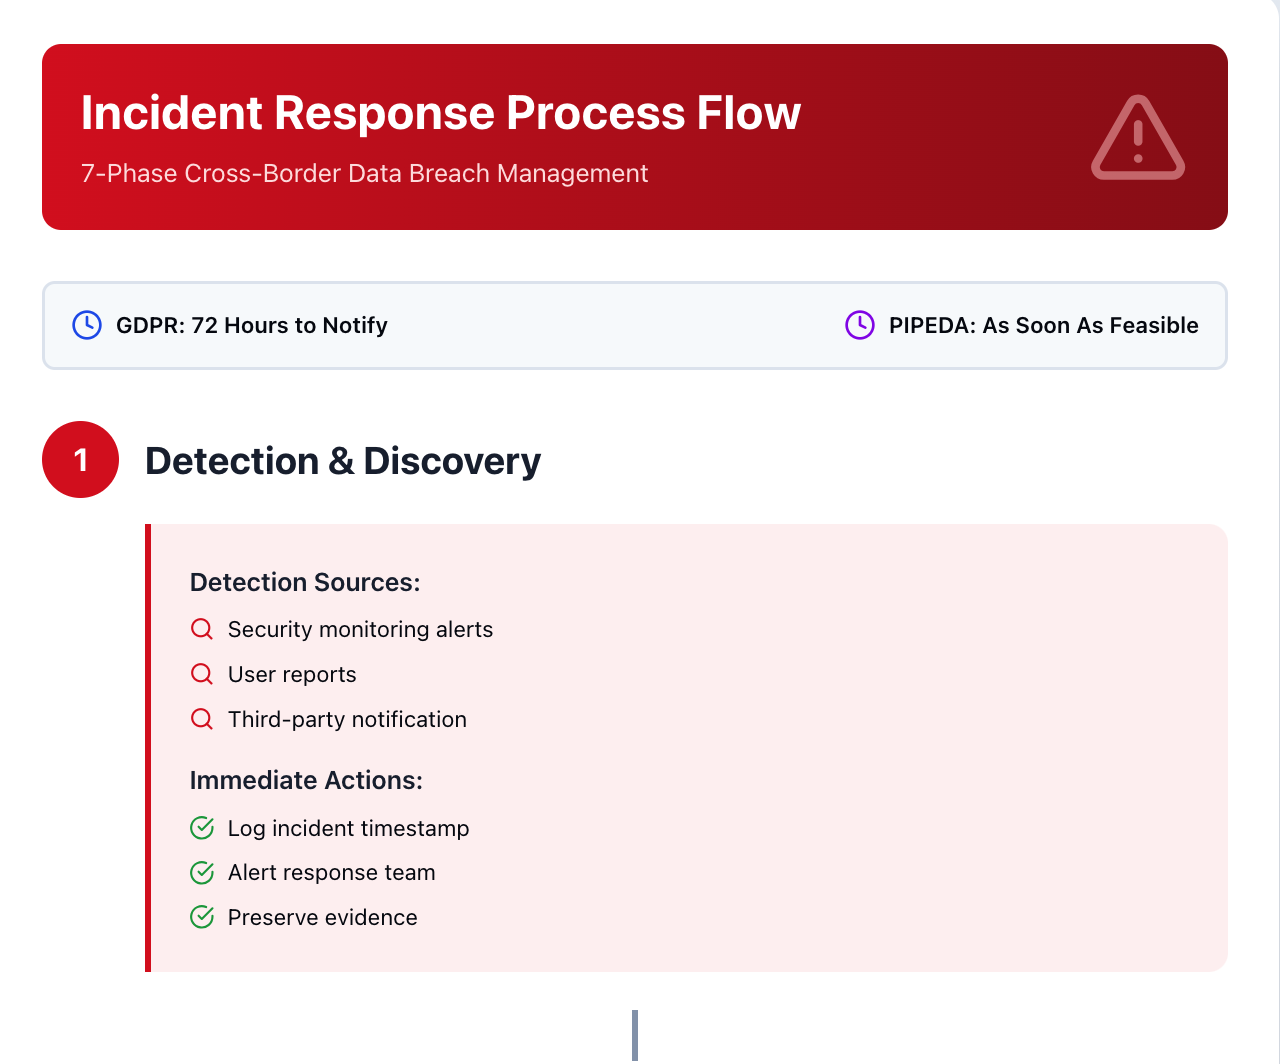 Incident Response Process Flow
7-Phase Cross-Border Data Breach Management
GDPR: 72 Hours to Notify
PIPEDA: As Soon As Feasible
1
Detection & Discovery
Detection Sources:
Security monitoring alerts
User reports
Third-party notification
Immediate Actions:
Log incident timestamp
Alert response team
Preserve evidence